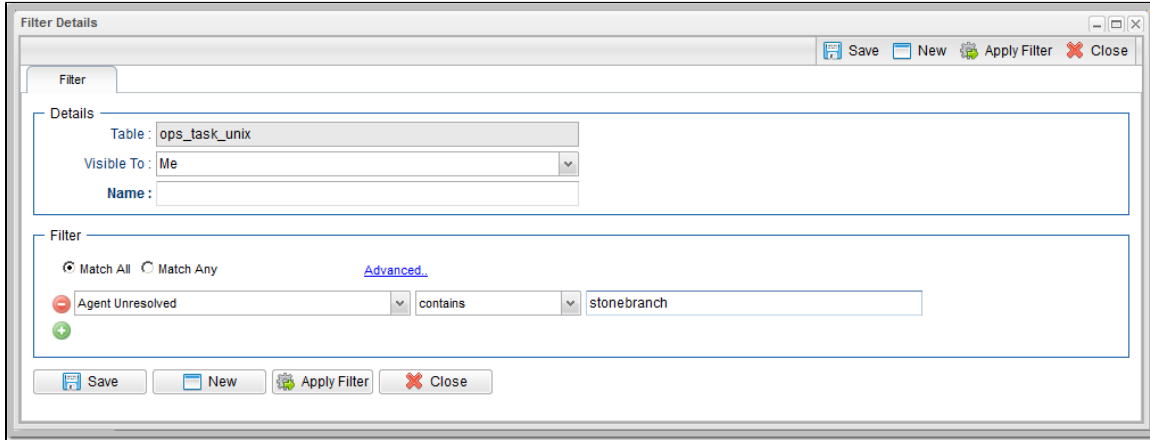 Filter Details
Save New Apply Filter Close
Filter
Details
Table : ops_task_unix
Visible To : Me
Name :
Filter
Match All Match Any Advanced..
Agent Unresolved contains stonebranch
Save New Apply Filter Close